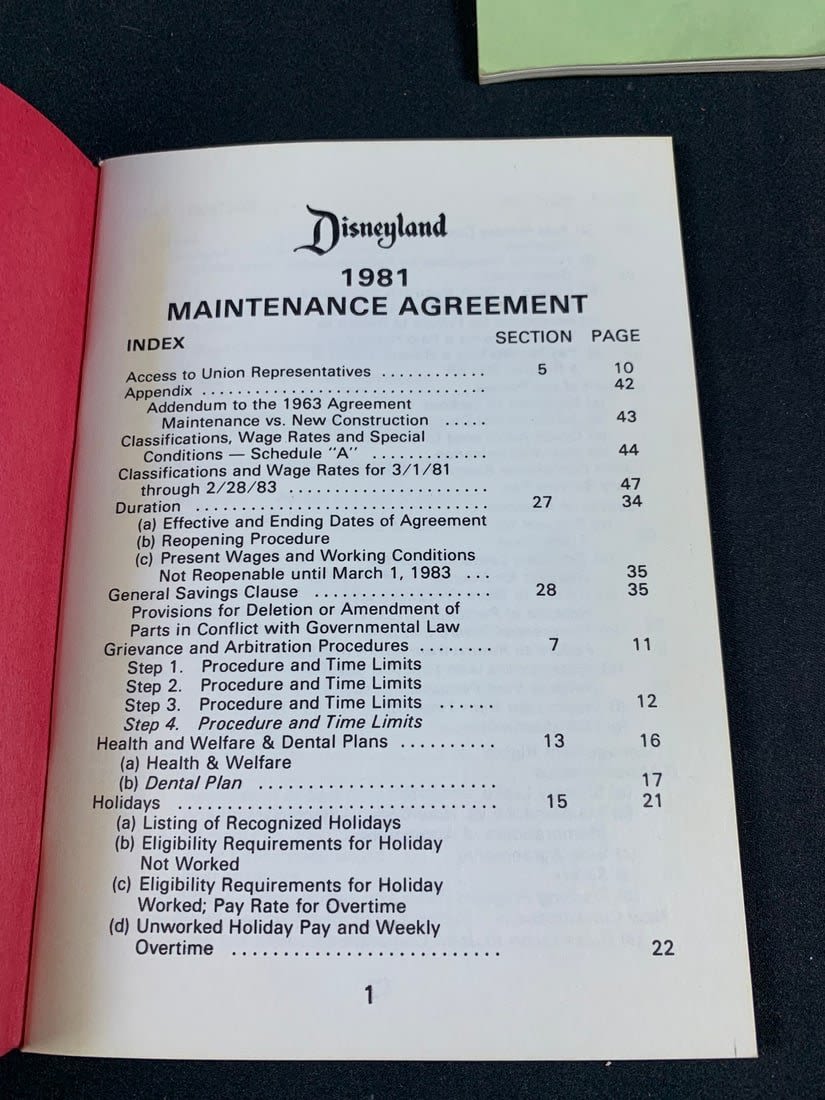 Disneyland
1981
MAINTENANCE AGREEMENT
INDEX SECTION PAGE
Access to Union Representatives ............ 5 10
Appendix .................................. 42
Addendum to the 1963 Agreement
Maintenance vs. New Construction ..... 43
Classifications, Wage Rates and Special
Conditions — Schedule "A" ............. 44
Classifications and Wage Rates for 3/1/81
through 2/28/83 ...................... 47
Duration ................................ 27 34
(a) Effective and Ending Dates of Agreement
(b) Reopening Procedure
(c) Present Wages and Working Conditions
Not Reopenable until March 1, 1983 ... 35
General Savings Clause ................... 28 35
Provisions for Deletion or Amendment of
Parts in Conflict with Governmental Law
Grievance and Arbitration Procedures ........ 7 11
Step 1. Procedure and Time Limits
Step 2. Procedure and Time Limits
Step 3. Procedure and Time Limits ...... 12
Step 4. Procedure and Time Limits
Health and Welfare & Dental Plans .......... 13 16
(a) Health & Welfare
(b) Dental Plan ........................ 17
Holidays ................................ 15 21
(a) Listing of Recognized Holidays
(b) Eligibility Requirements for Holiday
Not Worked
(c) Eligibility Requirements for Holiday
Worked; Pay Rate for Overtime
(d) Unworked Holiday Pay and Weekly
Overtime .......................... 22
1